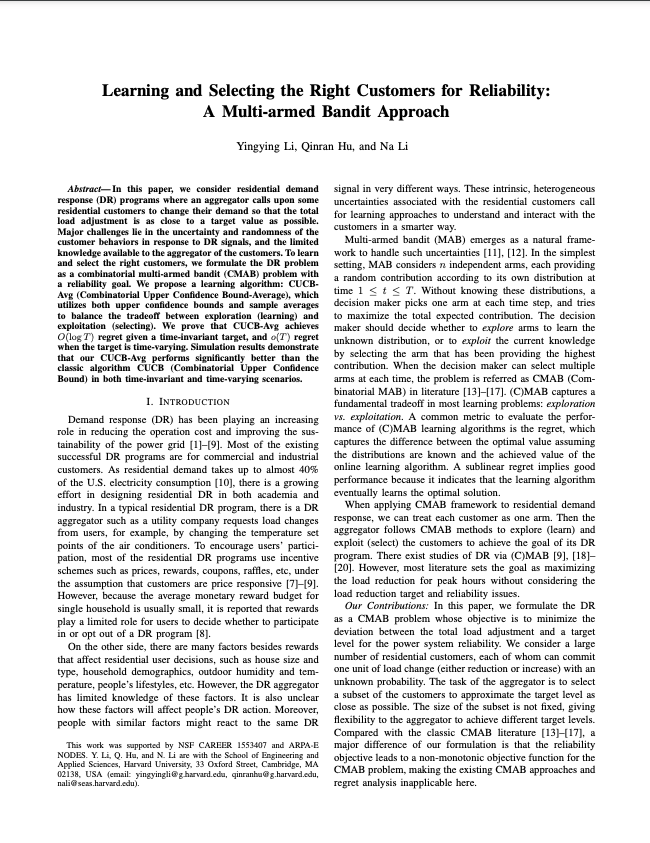 Learning and Selecting the Right Customers for Reliability:
A Multi-armed Bandit Approach
Yingying Li, Qinran Hu, and Na Li
Abstract—In this paper, we consider residential demand
response (DR) programs where an aggregator calls upon some
residential customers to change their demand so that the total
load adjustment is as close to a target value as possible.
Major challenges lie in the uncertainty and randomness of the
customer behaviors in response to DR signals, and the limited
knowledge available to the aggregator of the customers. To learn
and select the right customers, we formulate the DR problem
as a combinatorial multi-armed bandit (CMAB) problem with
a reliability goal. We propose a learning algorithm: CUCB-
Avg (Combinatorial Upper Confidence Bound-Average), which
utilizes both upper confidence bounds and sample averages
to balance the tradeoff between exploration (learning) and
exploitation (selecting). We prove that CUCB-Avg achieves
O(log T) regret given a time-invariant target, and o(T) regret
when the target is time-varying. Simulation results demonstrate
that our CUCB-Avg performs significantly better than the
classic algorithm CUCB (Combinatorial Upper Confidence
Bound) in both time-invariant and time-varying scenarios.
I. INTRODUCTION
Demand response (DR) has been playing an increasing
role in reducing the operation cost and improving the sus-
tainability of the power grid [1]–[9]. Most of the existing
successful DR programs are for commercial and industrial
customers. As residential demand takes up to almost 40%
of the U.S. electricity consumption [10], there is a growing
effort in designing residential DR in both academia and
industry. In a typical residential DR program, there is a DR
aggregator such as a utility company requests load changes
from users, for example, by changing the temperature set
points of the air conditioners. To encourage users' partici-
pation, most of the residential DR programs use incentive
schemes such as prices, rewards, coupons, raffles, etc, under
the assumption that customers are price responsive [7]–[9].
However, because the average monetary reward budget for
single household is usually small, it is reported that rewards
play a limited role for users to decide whether to participate
in or opt out of a DR program [8].
On the other side, there are many factors besides rewards
that affect residential user decisions, such as house size and
type, household demographics, outdoor humidity and tem-
perature, people's lifestyles, etc. However, the DR aggregator
has limited knowledge of these factors. It is also unclear
how these factors will affect people's DR action. Moreover,
people with similar factors might react to the same DR
This work was supported by NSF CAREER 1553407 and ARPA-E
NODES. Y. Li, Q. Hu, and N. Li are with the School of Engineering and
Applied Sciences, Harvard University, 33 Oxford Street, Cambridge, MA
02138, USA (email: yingyingli@g.harvard.edu, qinranhu@g.harvard.edu,
nali@seas.harvard.edu).
signal in very different ways. These intrinsic, heterogeneous
uncertainties associated with the residential customers call
for learning approaches to understand and interact with the
customers in a smarter way.
Multi-armed bandit (MAB) emerges as a natural frame-
work to handle such uncertainties [11], [12]. In the simplest
setting, MAB considers n independent arms, each providing
a random contribution according to its own distribution at
time 1 ≤ t ≤ T. Without knowing these distributions, a
decision maker picks one arm at each time step, and tries
to maximize the total expected contribution. The decision
maker should decide whether to explore arms to learn the
unknown distribution, or to exploit the current knowledge
by selecting the arm that has been providing the highest
contribution. When the decision maker can select multiple
arms at each time, the problem is referred as CMAB (Com-
binatorial MAB) in literature [13]–[17]. (C)MAB captures a
fundamental tradeoff in most learning problems: exploration
vs. exploitation. A common metric to evaluate the perfor-
mance of (C)MAB learning algorithms is the regret, which
captures the difference between the optimal value assuming
the distributions are known and the achieved value of the
online learning algorithm. A sublinear regret implies good
performance because it indicates that the learning algorithm
eventually learns the optimal solution.
When applying CMAB framework to residential demand
response, we can treat each customer as one arm. Then the
aggregator follows CMAB methods to explore (learn) and
exploit (select) the customers to achieve the goal of its DR
program. There exist studies of DR via (C)MAB [9], [18]–
[20]. However, most literature sets the goal as maximizing
the load reduction for peak hours without considering the
load reduction target and reliability issues.
Our Contributions: In this paper, we formulate the DR
as a CMAB problem whose objective is to minimize the
deviation between the total load adjustment and a target
level for the power system reliability. We consider a large
number of residential customers, each of whom can commit
one unit of load change (either reduction or increase) with an
unknown probability. The task of the aggregator is to select
a subset of the customers to approximate the target level as
close as possible. The size of the subset is not fixed, giving
flexibility to the aggregator to achieve different target levels.
Compared with the classic CMAB literature [13]–[17], a
major difference of our formulation is that the reliability
objective leads to a non-monotonic objective function for the
CMAB problem, making the existing CMAB approaches and
regret analysis inapplicable here.